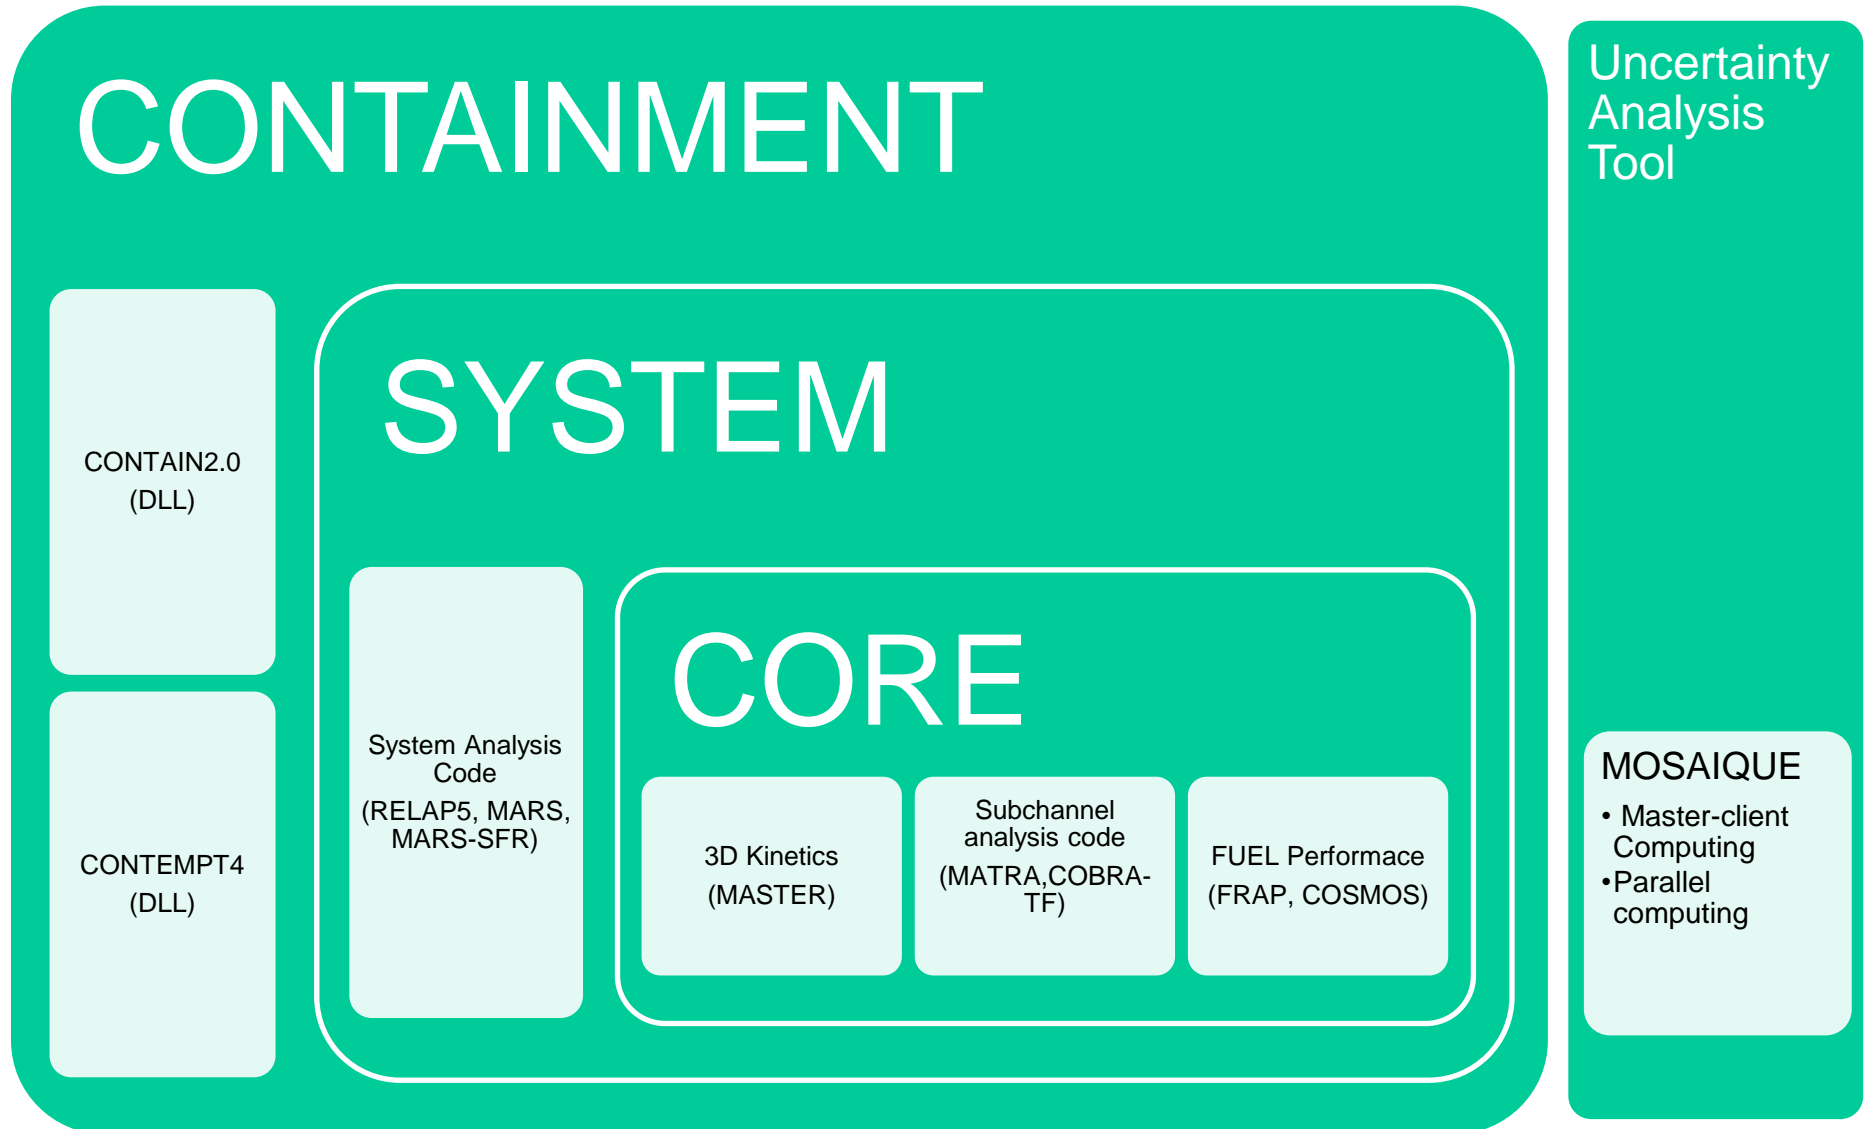 CONTAINMENT
CONTAIN2.0
(DLL)
CONTEMPT4
(DLL)
SYSTEM
System Analysis
Code
(RELAP5, MARS,
MARS-SFR)
CORE
3D Kinetics
(MASTER)
Subchannel
analysis code
(MATRA,COBRA-
TF)
FUEL Performace
(FRAP, COSMOS)
Uncertainty
Analysis
Tool
MOSAIQUE
• Master-client
Computing
•Parallel
computing